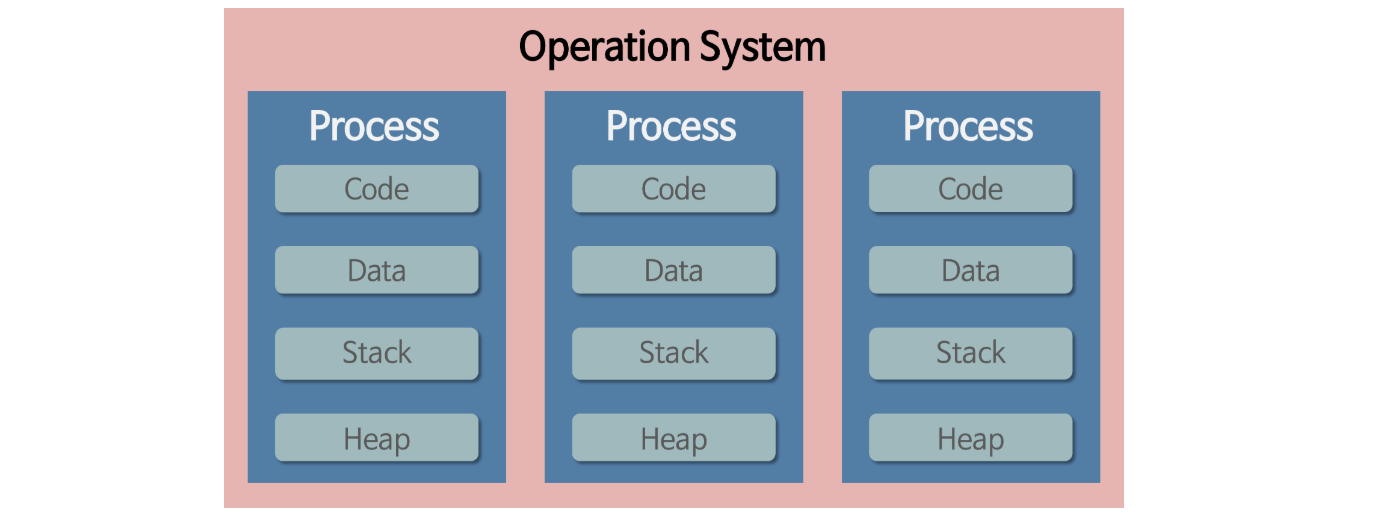 Operation System
Process
Code
Data
Stack
Heap
Process
Code
Data
Stack
Heap
Process
Code
Data
Stack
Heap